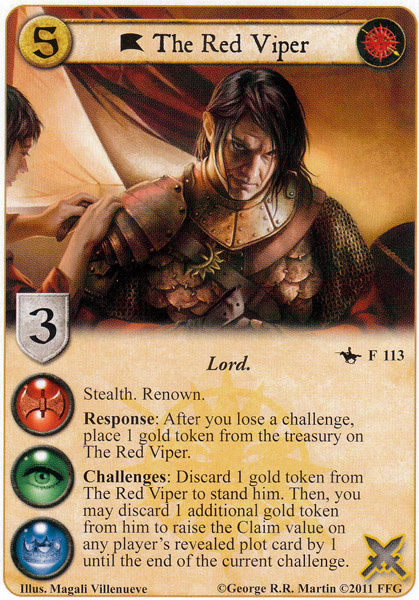 5
The Red Viper
3
Lord.
F 113
Stealth. Renown.
Response: After you lose a challenge,
place 1 gold token from the treasury on
The Red Viper.
Challenges: Discard 1 gold token from
The Red Viper to stand him. Then, you
may discard 1 additional gold token
from him to raise the Claim value on
any player's revealed plot card by 1
until the end of the current challenge.
Illus. Magali Villenueve
©George R.R. Martin ©2011 FFG